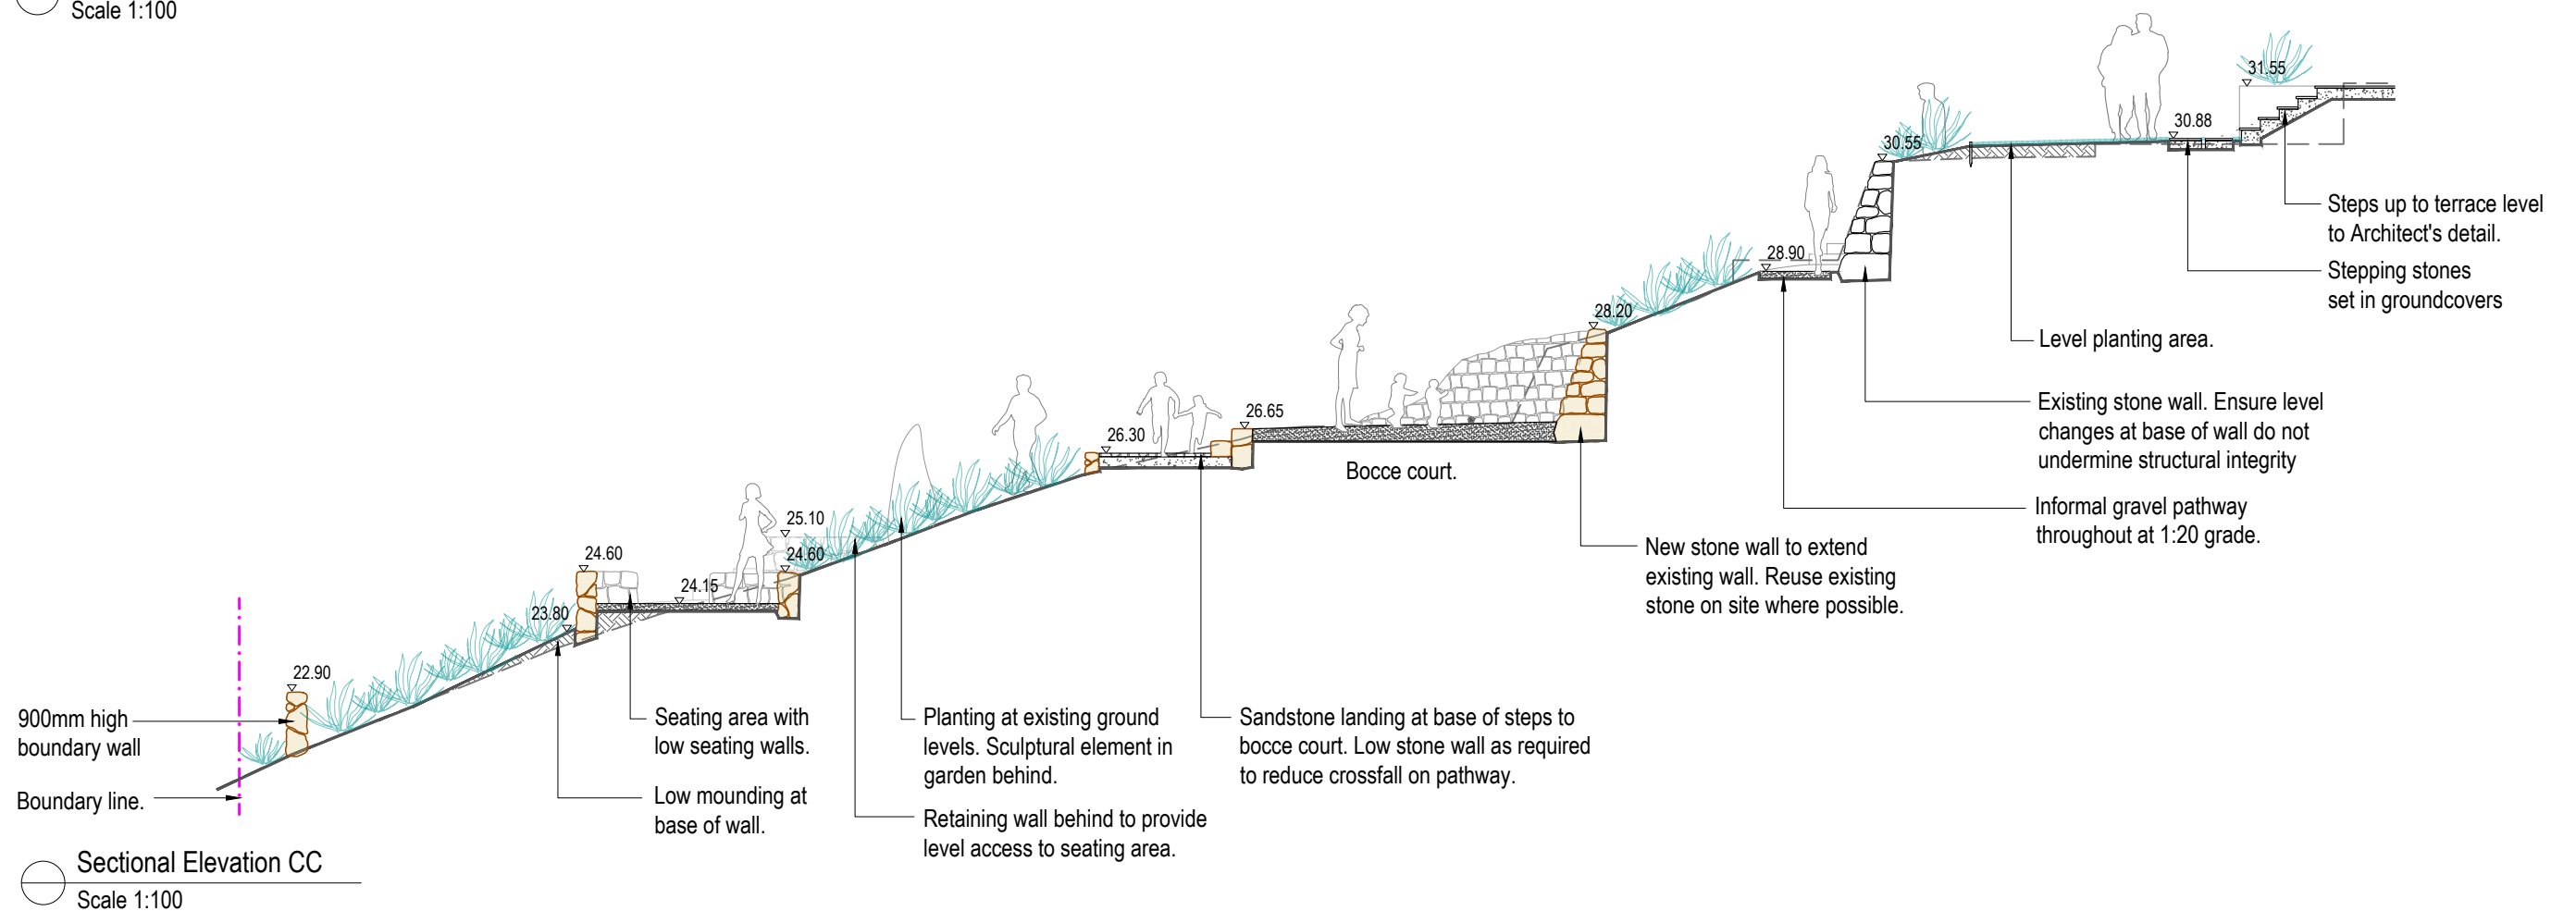 Scale 1:100
31.55
30.88
30.55
Steps up to terrace level
to Architect's detail.
28.90
Stepping stones
set in groundcovers
28.20
Level planting area.
Existing stone wall. Ensure level
changes at base of wall do not
undermine structural integrity
26.65
26.30
Bocce court.
Informal gravel pathway
throughout at 1:20 grade.
25.10
24.60
24.60
24.15
23.80
New stone wall to extend
existing wall. Reuse existing
stone on site where possible.
22.90
900mm high
boundary wall
Boundary line.
Seating area with
low seating walls.
Low mounding at
base of wall.
Planting at existing ground
levels. Sculptural element in
garden behind.
Retaining wall behind to provide
level access to seating area.
Sandstone landing at base of steps to
bocce court. Low stone wall as required
to reduce crossfall on pathway.
Sectional Elevation CC
Scale 1:100